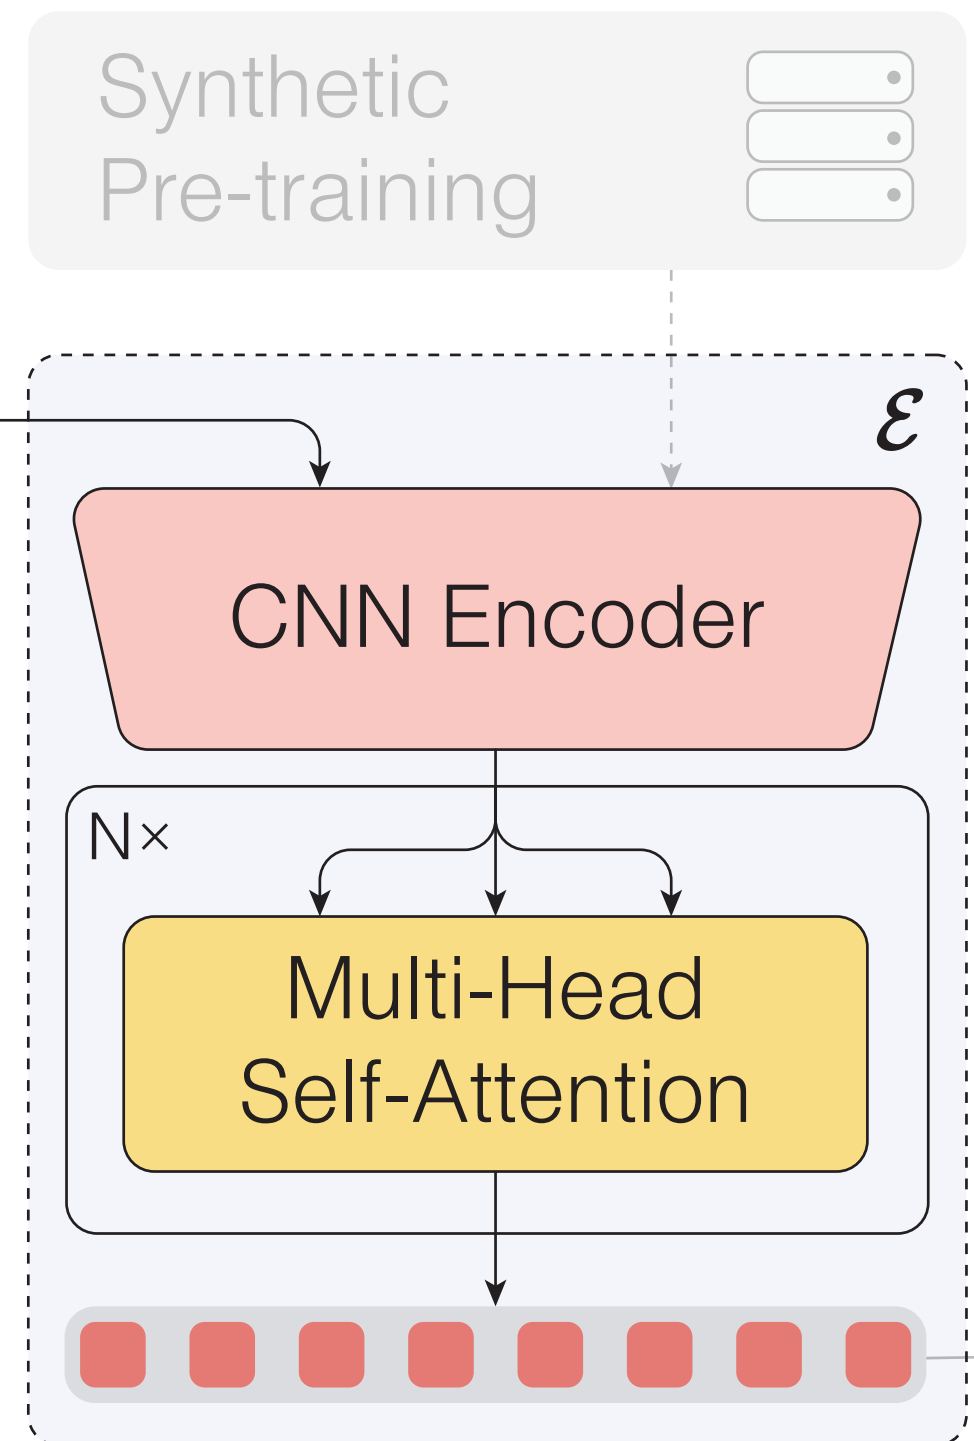 Synthetic
Pre-training
ℰ
CNN Encoder
N×
Multi-Head
Self-Attention